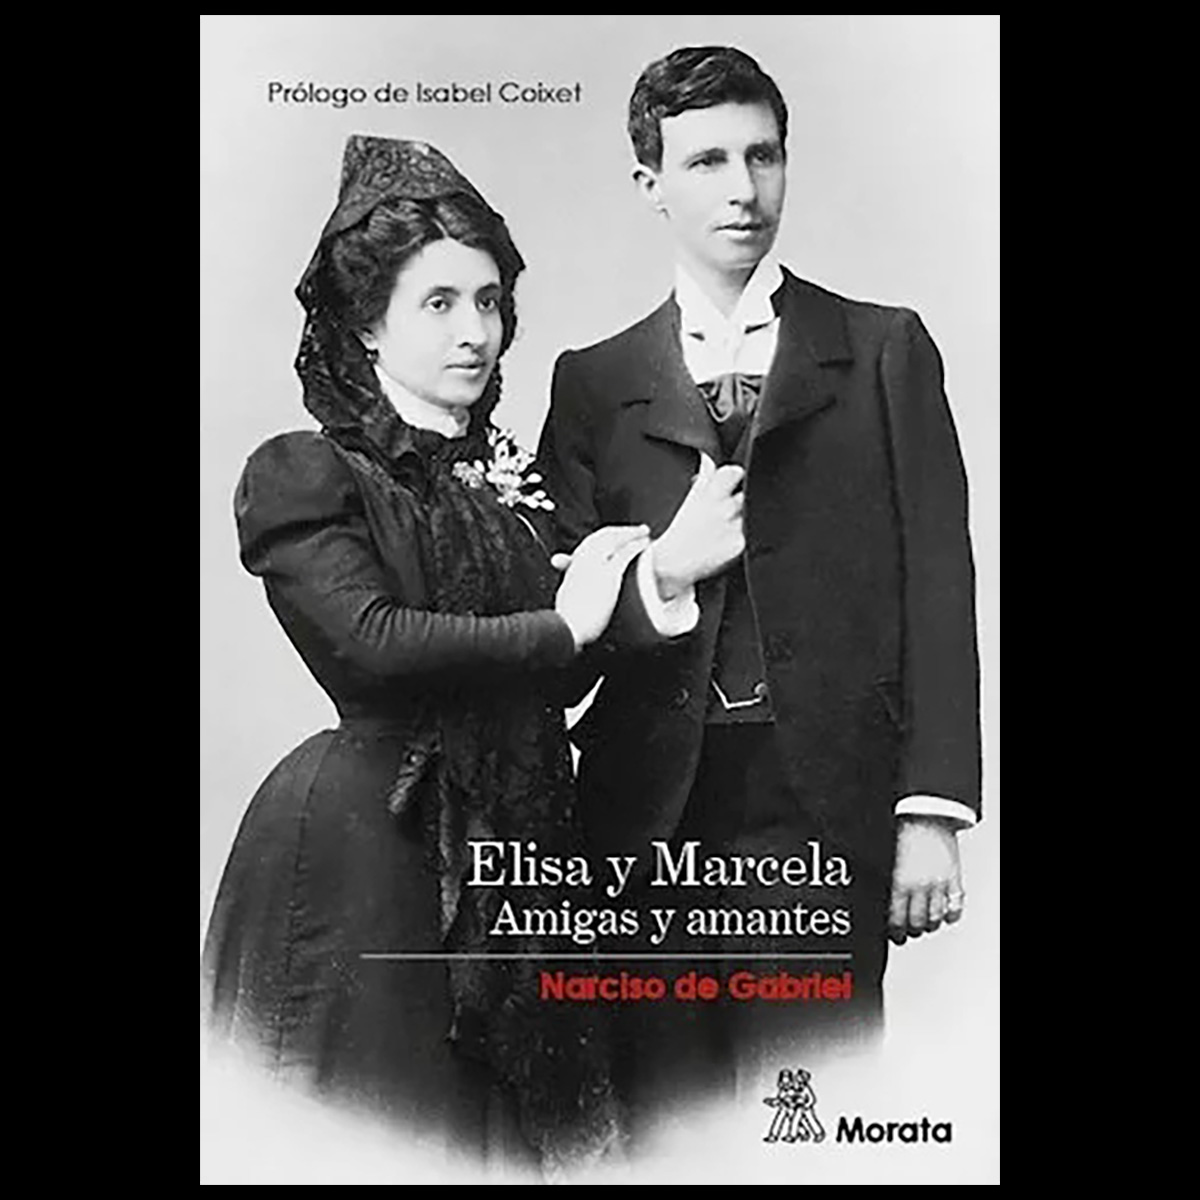 Prólogo de Isabel Coixet
Elisa y Marcela
Amigas y amantes
Narciso de Gabriel
Morata